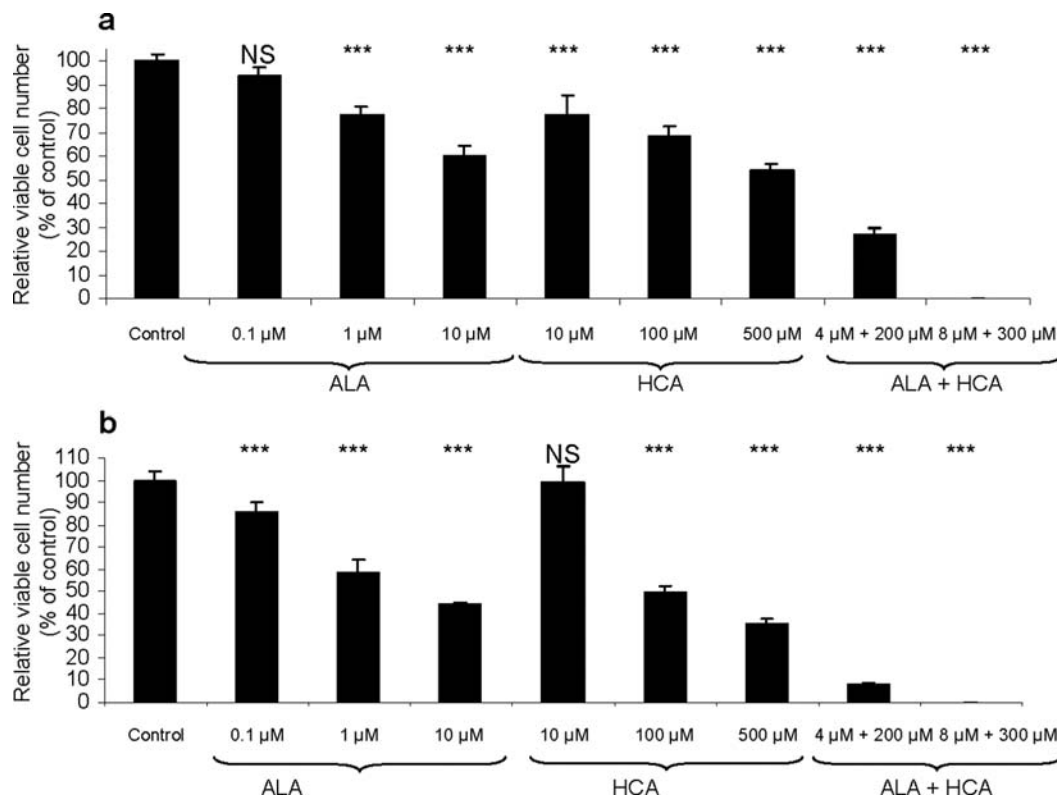 a
Relative viable cell number
(% of control)
100
90
80
70
60
50
40
30
20
10
0
NS *** *** *** *** *** *** ***
Control 0.1 µM 1 µM 10 µM 10 µM 100 µM 500 µM 4 µM + 200 µM 8 µM + 300 µM
ALA HCA ALA + HCA
b
Relative viable cell number
(% of control)
110
100
90
80
70
60
50
40
30
20
10
0
*** *** *** NS *** *** *** ***
Control 0.1 µM 1 µM 10 µM 10 µM 100 µM 500 µM 4 µM + 200 µM 8 µM + 300 µM
ALA HCA ALA + HCA